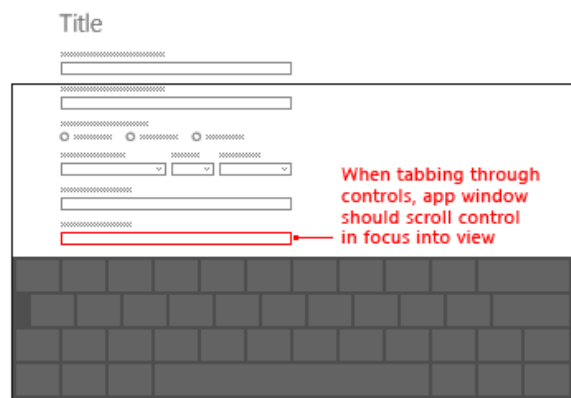 Title
When tabbing through
controls, app window
should scroll control
in focus into view